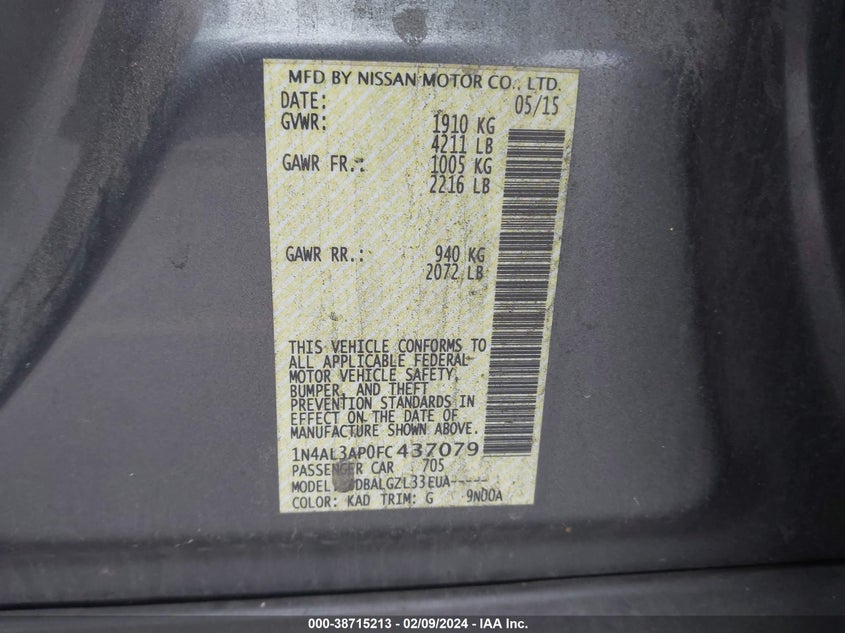 MFD BY NISSAN MOTOR CO., LTD.
DATE: 05/15
GVWR: 1910 KG
4211 LB
GAWR FR.: 1005 KG
2216 LB
GAWR RR.: 940 KG
2072 LB
THIS VEHICLE CONFORMS TO
ALL APPLICABLE FEDERAL
MOTOR VEHICLE SAFETY,
BUMPER, AND THEFT
PREVENTION STANDARDS IN
EFFECT ON THE DATE OF
MANUFACTURE SHOWN ABOVE.
1N4AL3AP0FC437079
PASSENGER CAR 705
MODEL DBALGZL33EUA-----
COLOR: KAD TRIM: G 9N00A
000-38715213 - 02/09/2024 - IAA Inc.